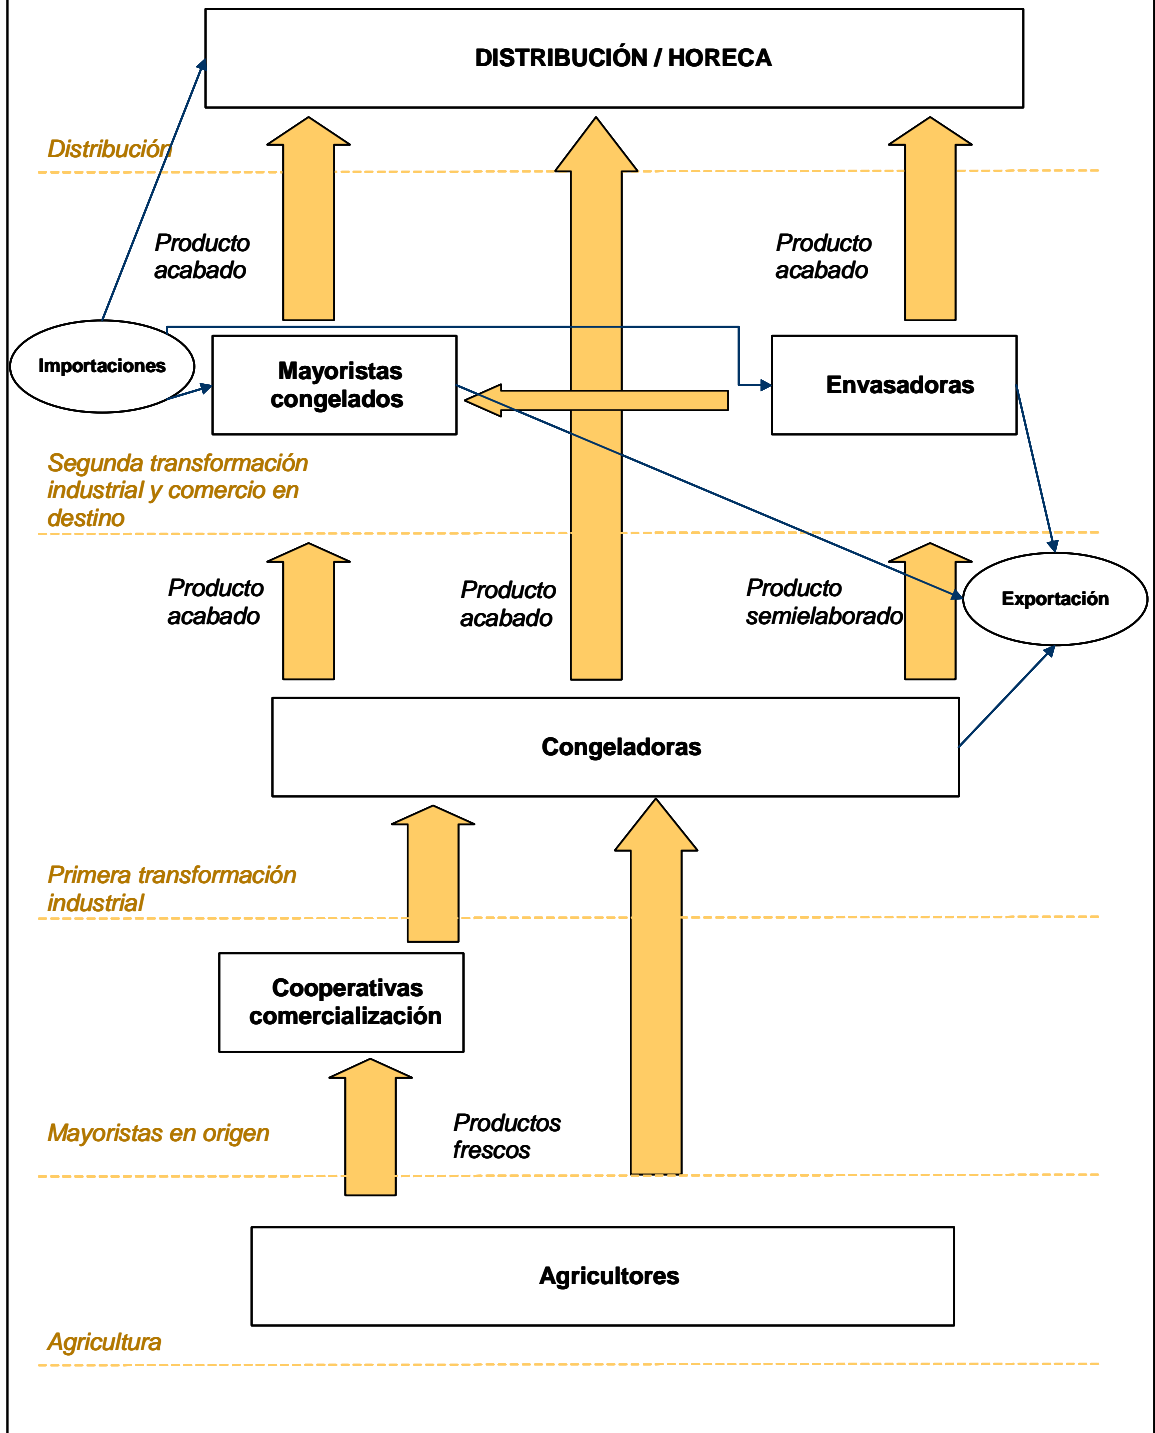 DISTRIBUCIÓN / HORECA
Distribución
Producto
acabado
Producto
acabado
Importaciones
Mayoristas
congelados
Envasadoras
Segunda transformación
industrial y comercio en
destino
Producto
acabado
Producto
acabado
Producto
semielaborado
Exportación
Congeladoras
Primera transformación
industrial
Cooperativas
comercialización
Mayoristas en origen
Productos
frescos
Agricultores
Agricultura